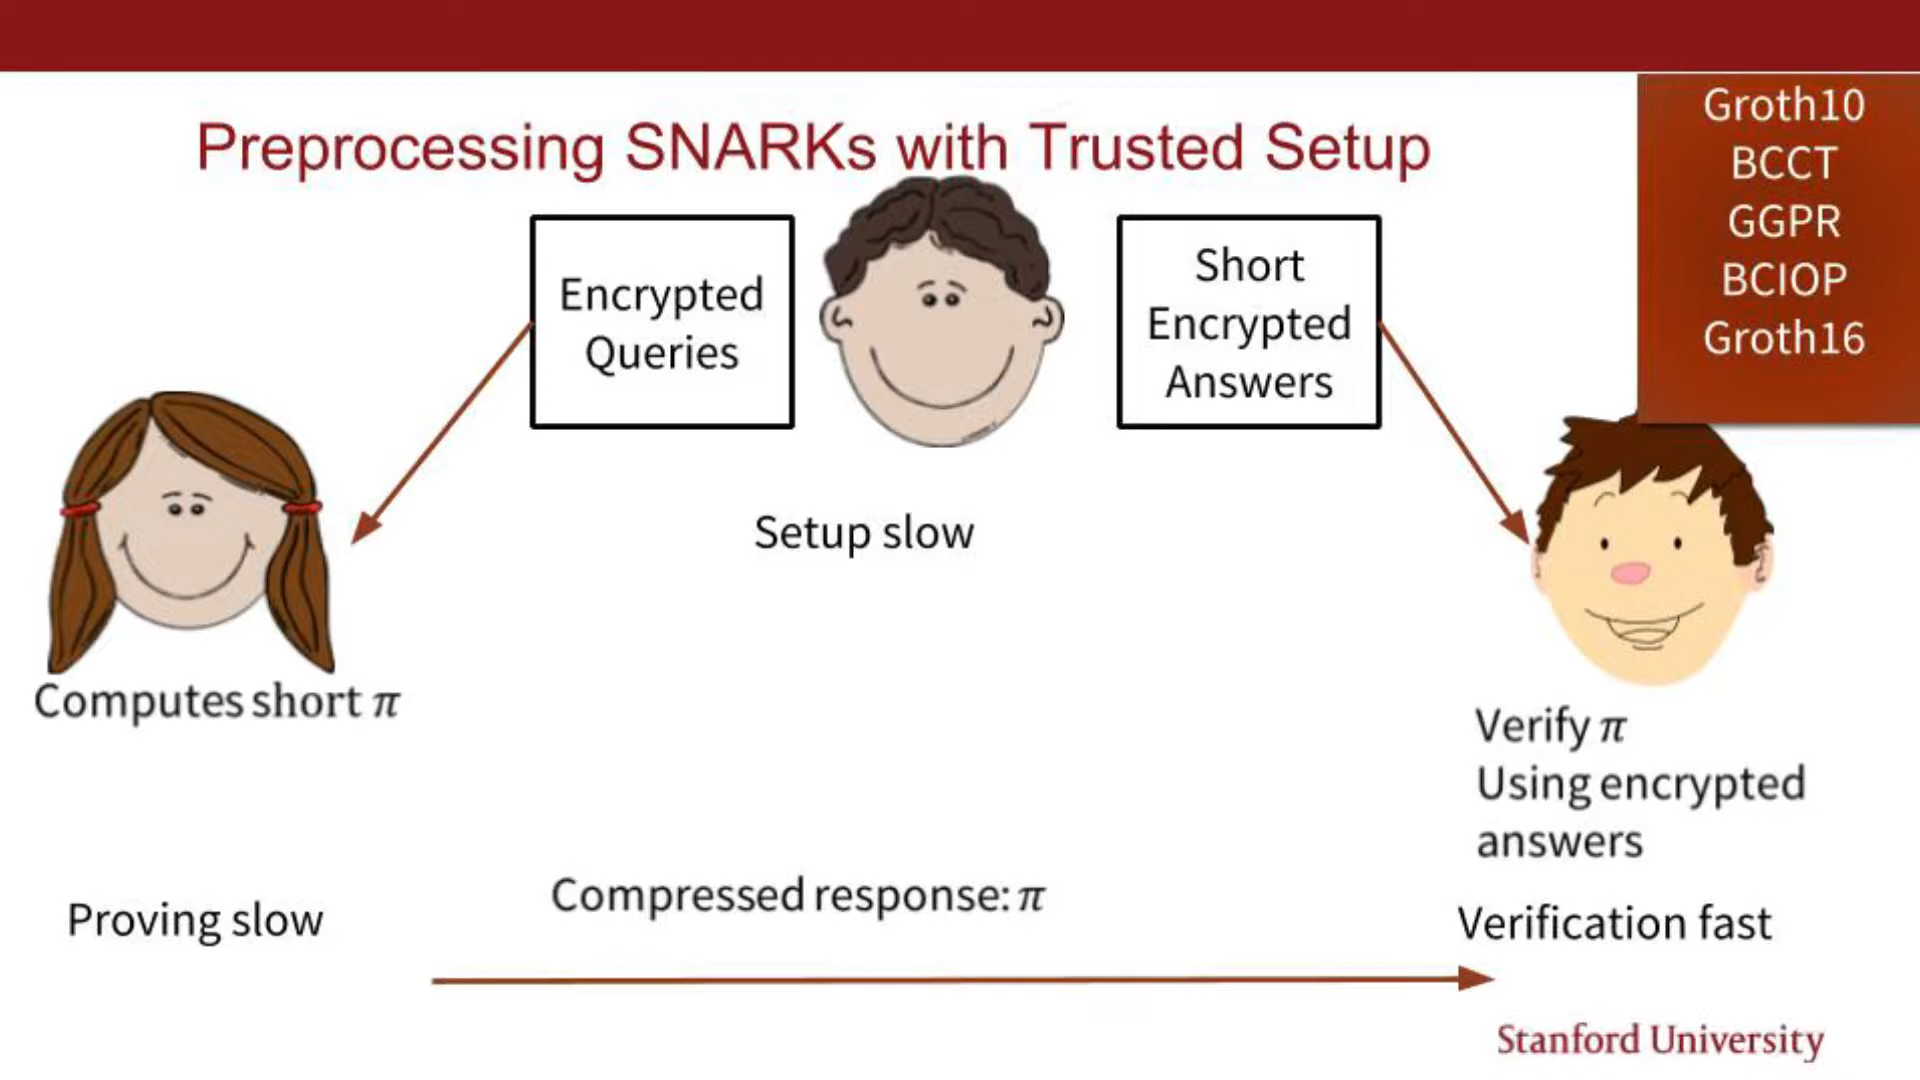 Preprocessing SNARKs with Trusted Setup
Groth10
BCCT
GGPR
BCIOP
Groth16
Encrypted
Queries
Short
Encrypted
Answers
Setup slow
Computes short π
Verify π
Using encrypted
answers
Compressed response: π
Proving slow
Verification fast
Stanford University